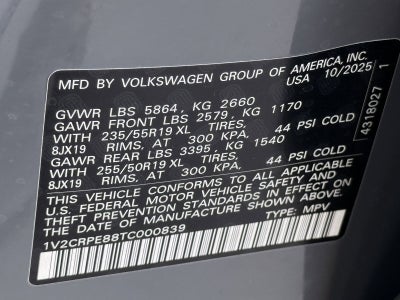 MFD BY VOLKSWAGEN GROUP OF AMERICA, INC.
USA 10/2025
GVWR LBS 5864, KG 2660
GAWR FRONT LBS 2579, KG 1170
WITH 235/55R19 XL TIRES,
8JX19 RIMS, AT 300 KPA, 44 PSI COLD
GAWR REAR LBS 3395, KG 1540
WITH 255/50R19 XL TIRES,
8JX19 RIMS, AT 300 KPA, 44 PSI COLD
THIS VEHICLE CONFORMS TO ALL APPLICABLE
U.S. FEDERAL MOTOR VEHICLE SAFETY AND
THEFT PREVENTION STANDARDS IN EFFECT ON
THE DATE OF MANUFACTURE SHOWN ABOVE.
1V2CRPE88TC000839 TYPE: MPV
4318027 1